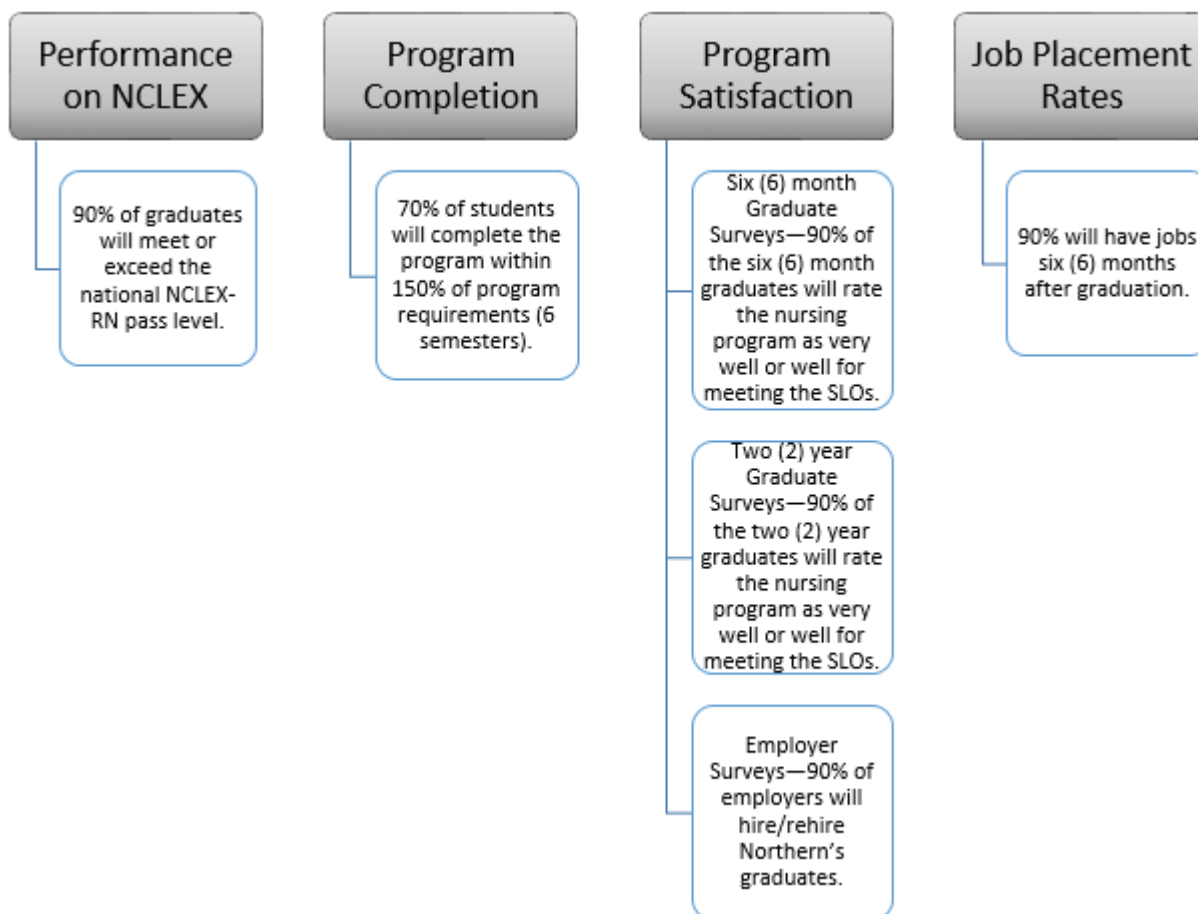 Performance
on NCLEX
90% of graduates
will meet or
exceed the
national NCLEX-
RN pass level.
Program
Completion
70% of students
will complete the
program within
150% of program
requirements (6
semesters).
Program
Satisfaction
Six (6) month
Graduate
Surveys—90% of
the six (6) month
graduates will rate
the nursing
program as very
well or well for
meeting the SLOs.
Two (2) year
Graduate
Surveys—90% of
the two (2) year
graduates will rate
the nursing
program as very
well or well for
meeting the SLOs.
Employer
Surveys—90% of
employers will
hire/rehire
Northern’s
graduates.
Job Placement
Rates
90% will have jobs
six (6) months
after graduation.